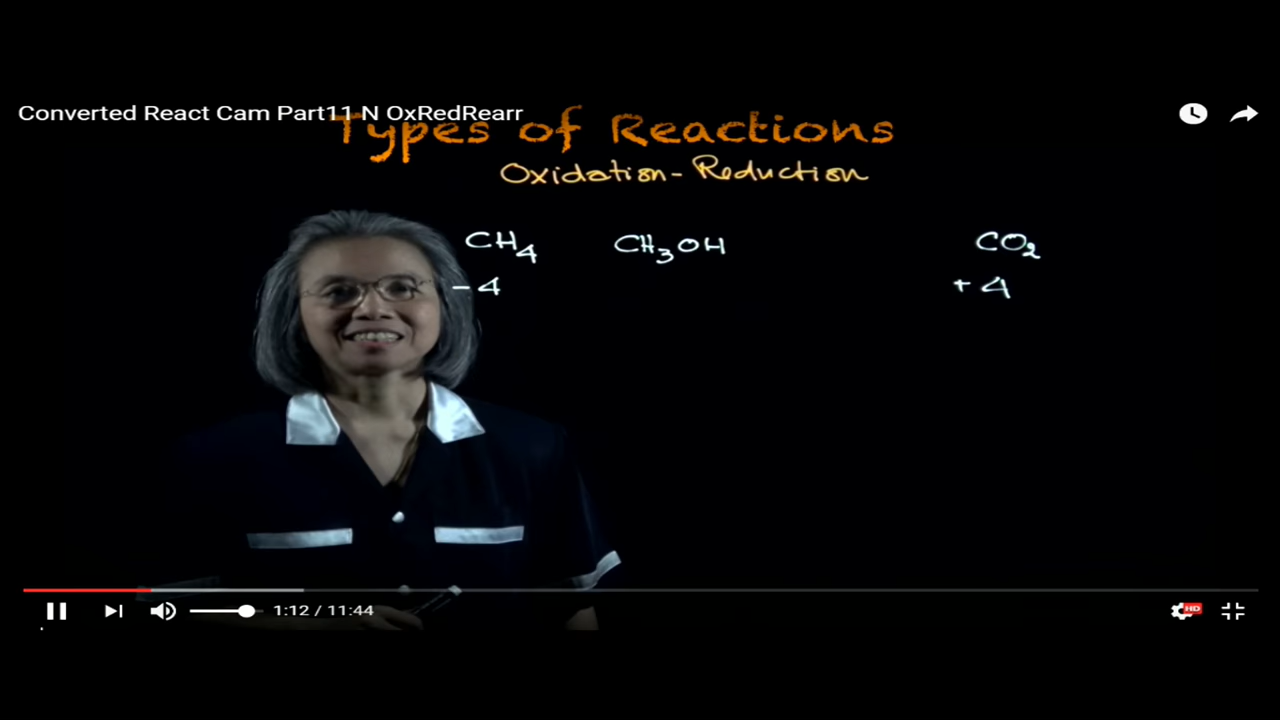 Converted React Cam Part11 N OxRedRearr
Types of Reactions
Oxidation-Reduction
CH4 CH3OH CO2
-4 +4
1:12 / 11:44
HD